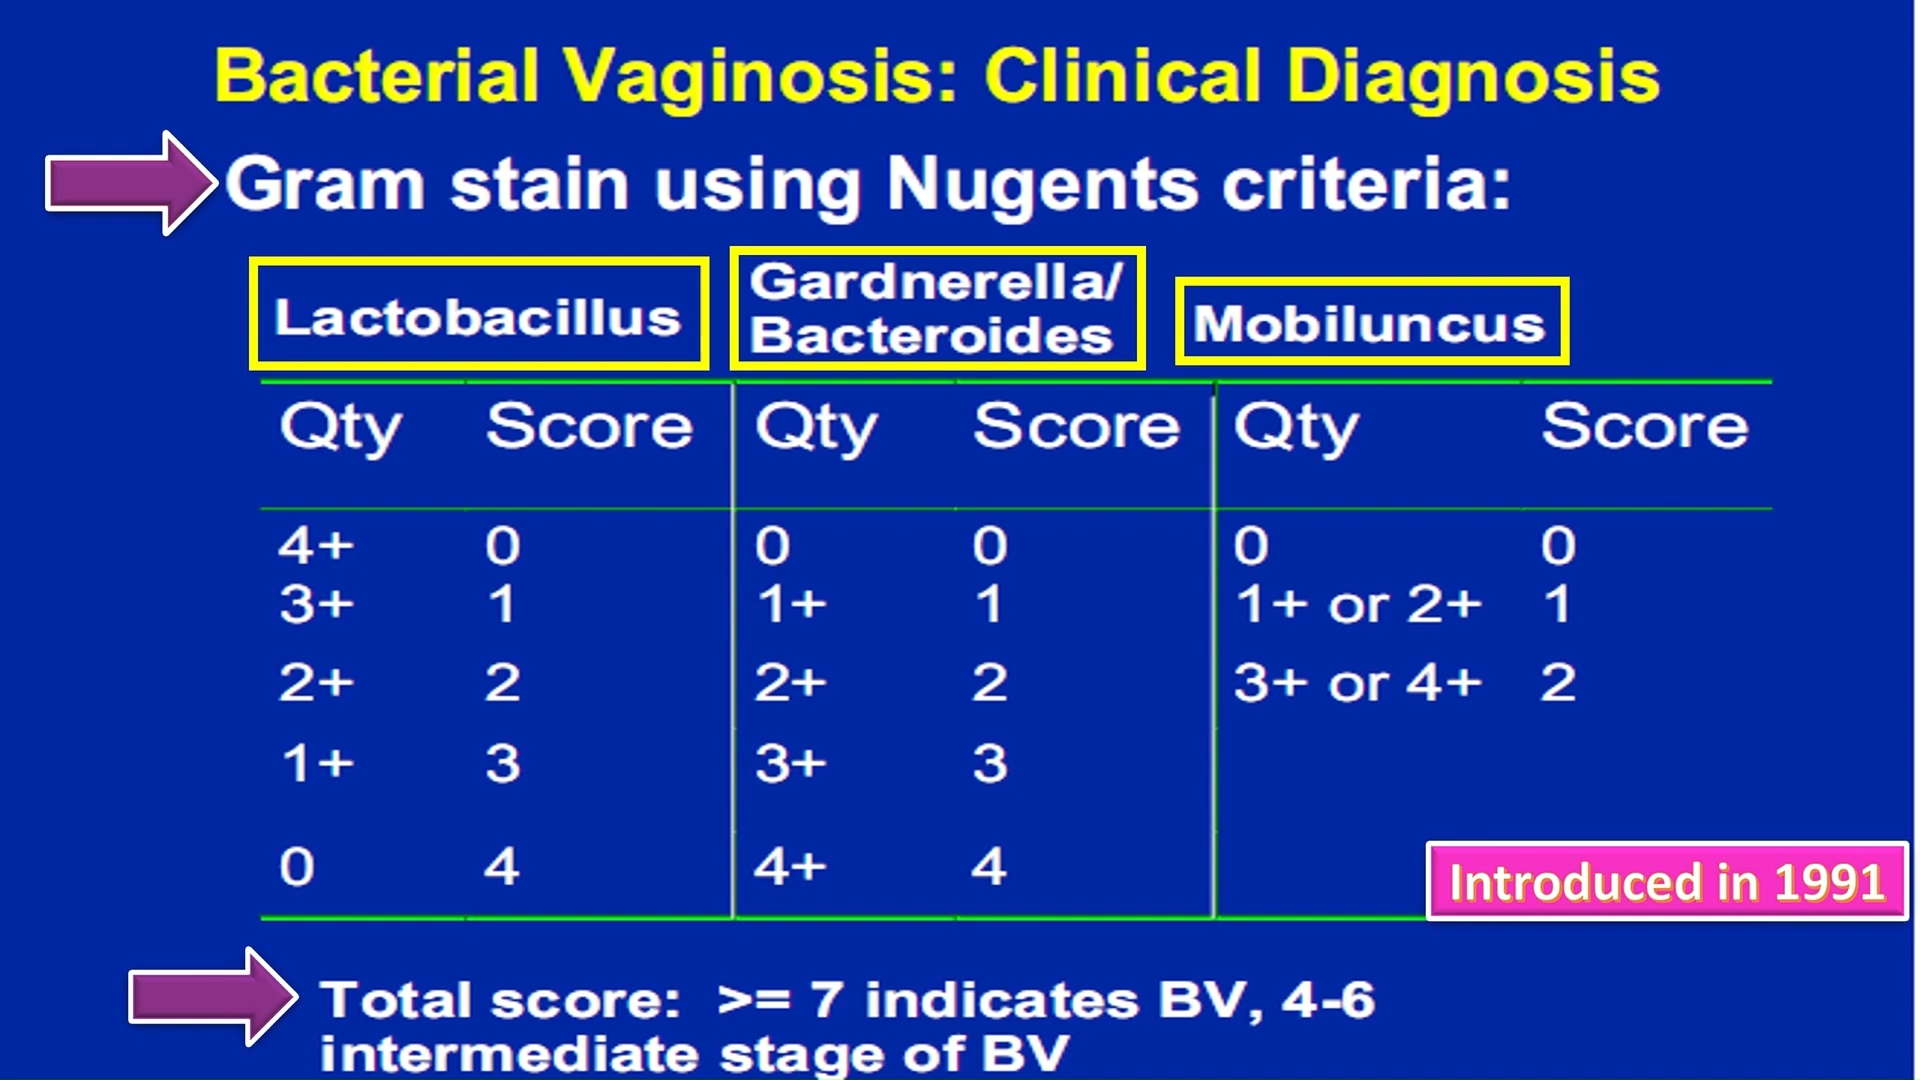 Bacterial Vaginosis: Clinical Diagnosis
Gram stain using Nugents criteria:
Lactobacillus
Gardnerella/
Bacteroides
Mobiluncus
Qty Score Qty Score Qty Score
4+ 0 0 0 0 0
3+ 1 1+ 1 1+ or 2+ 1
2+ 2 2+ 2 3+ or 4+ 2
1+ 3 3+ 3
0 4 4+ 4
Introduced in 1991
Total score: >= 7 indicates BV, 4-6
intermediate stage of BV